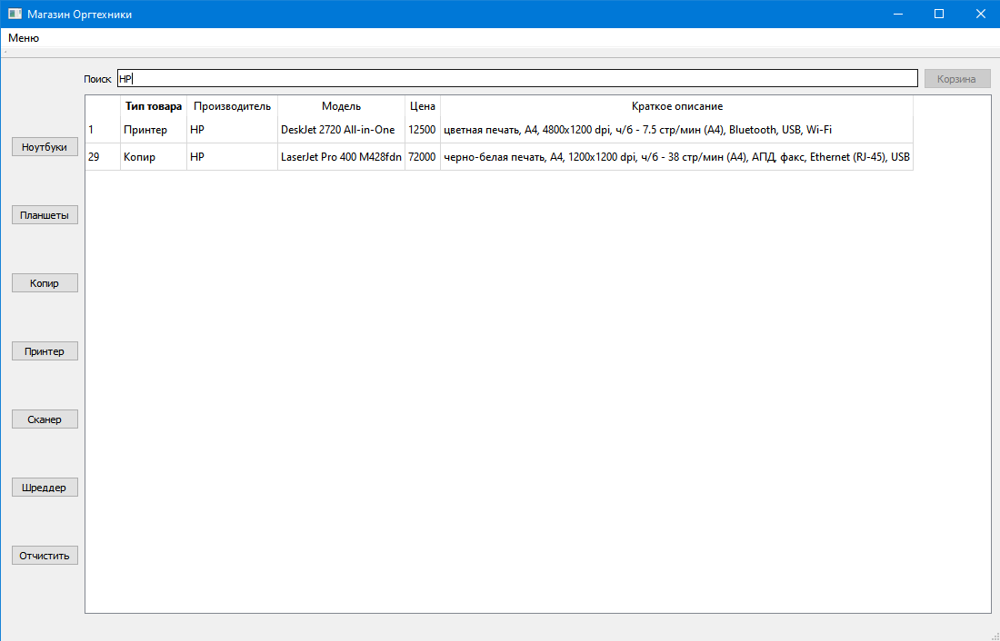 Магазин Оргтехники
Меню
Поиск HP Корзина
Тип товара Производитель Модель Цена Краткое описание
1 Принтер HP DeskJet 2720 All-in-One 12500 цветная печать, A4, 4800x1200 dpi, ч/б - 7.5 стр/мин (A4), Bluetooth, USB, Wi-Fi
29 Копир HP LaserJet Pro 400 M428fdn 72000 черно-белая печать, A4, 1200x1200 dpi, ч/б - 38 стр/мин (A4), АПД, факс, Ethernet (RJ-45), USB
Ноутбуки
Планшеты
Копир
Принтер
Сканер
Шреддер
Отчистить